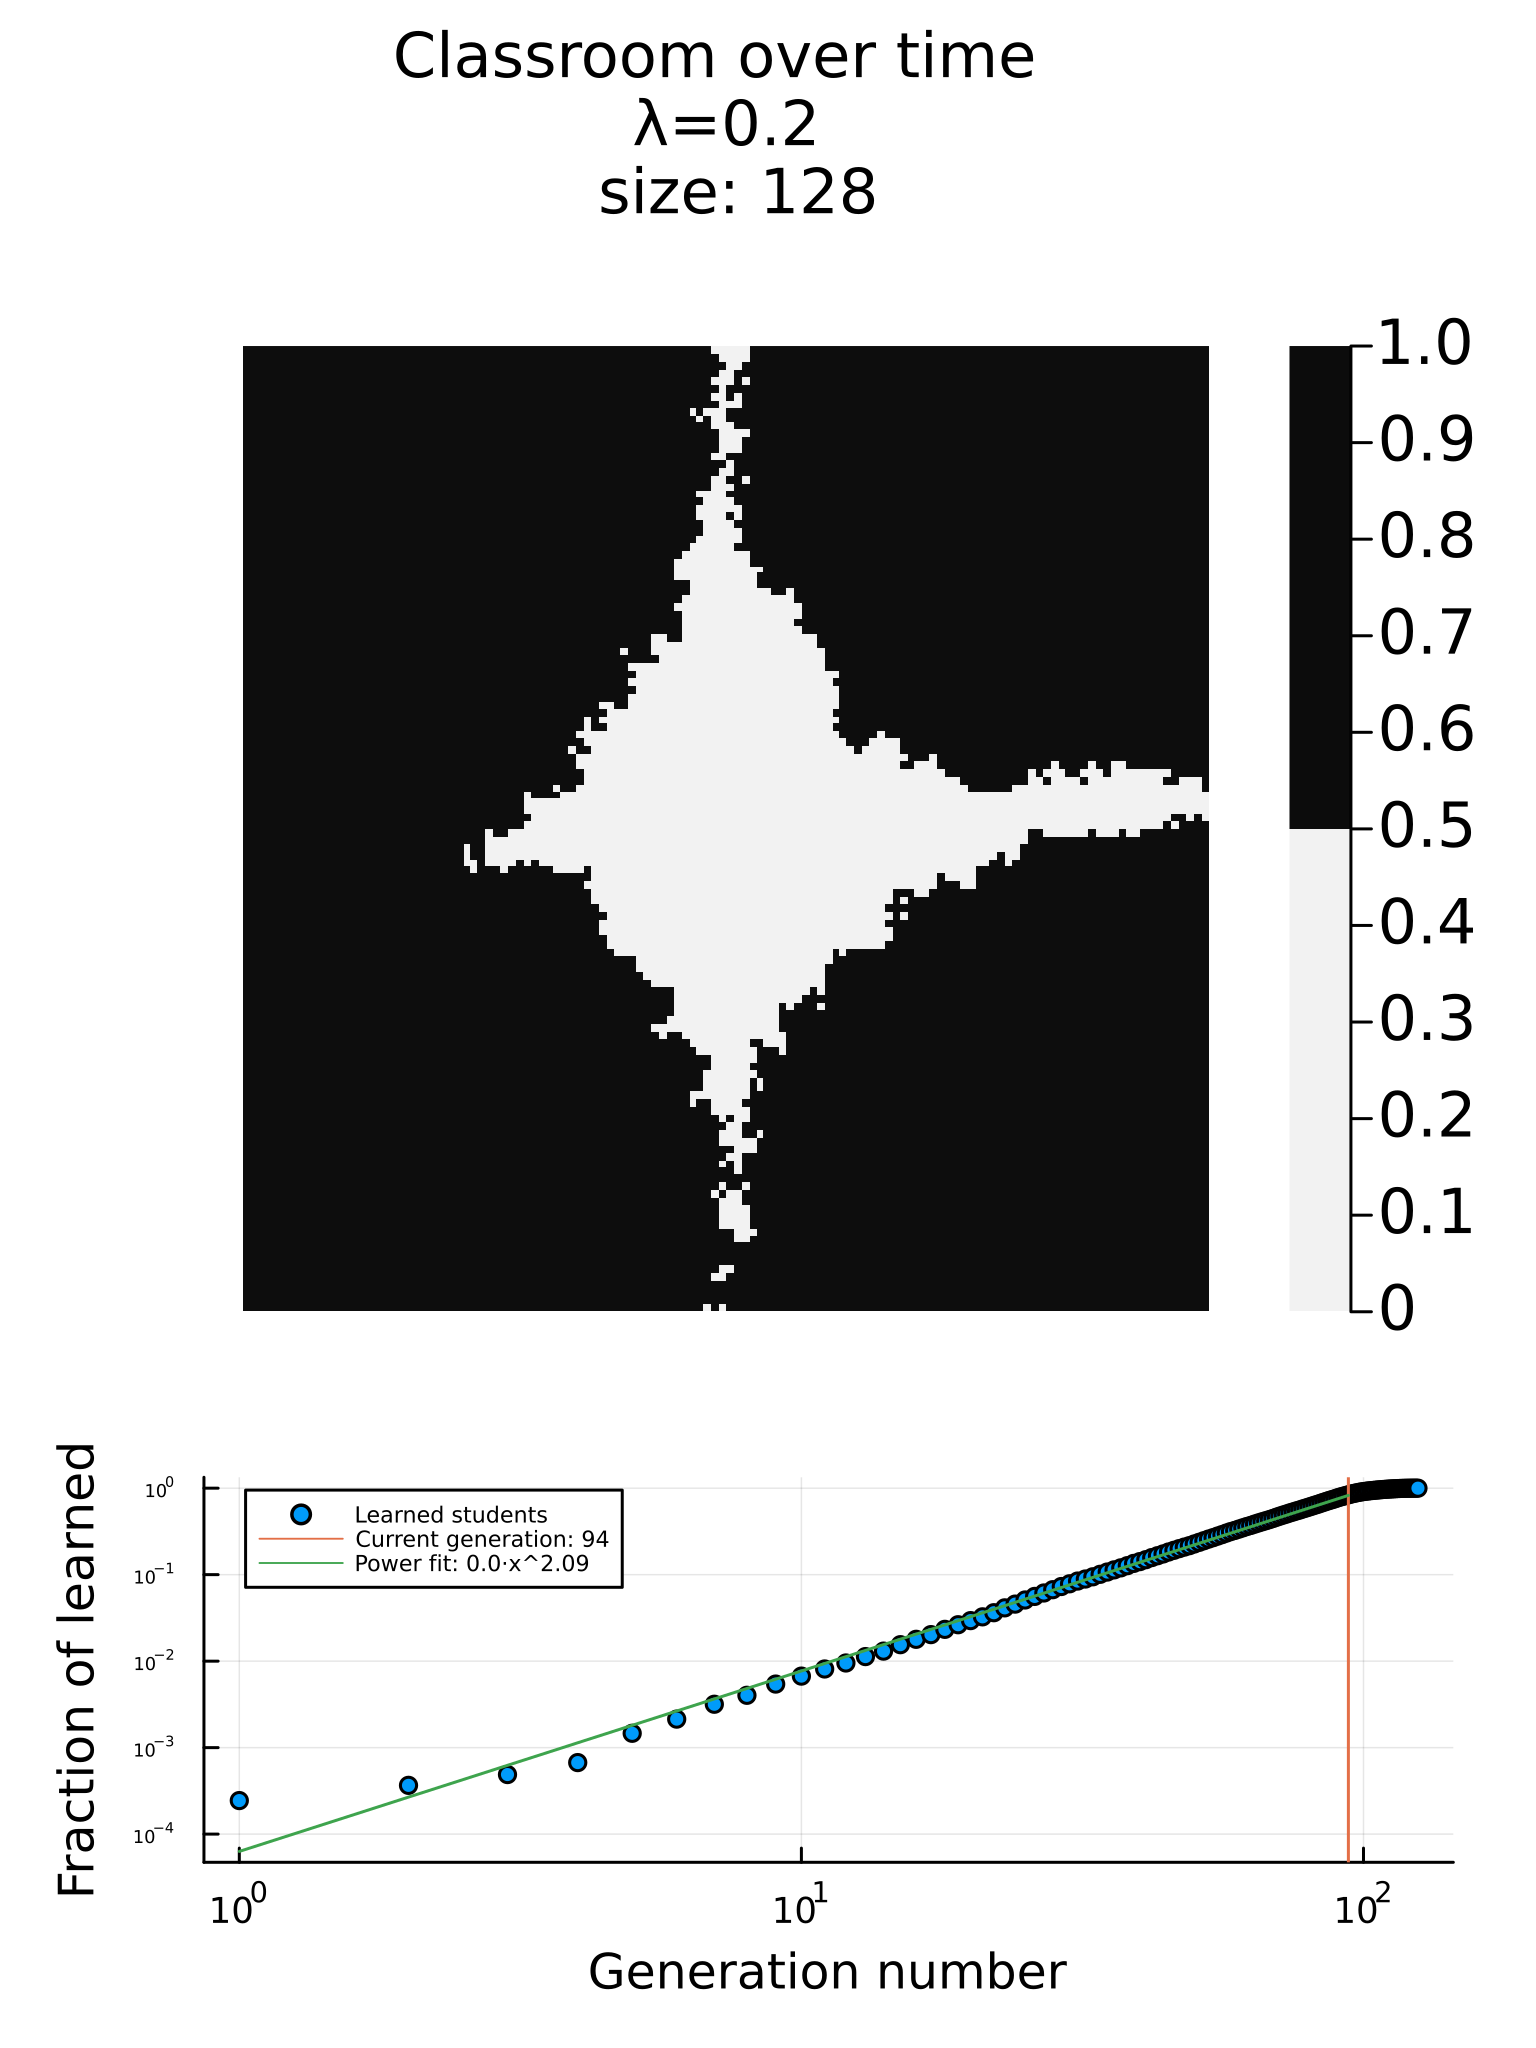 Classroom over time
λ=0.2
size: 128
1.0
0.9
0.8
0.7
0.6
0.5
0.4
0.3
0.2
0.1
0
Fraction of learned
10^0
10^−1
10^−2
10^−3
10^−4
Learned students
Current generation: 94
Power fit: 0.0·x^2.09
10^0 10^1 10^2
Generation number